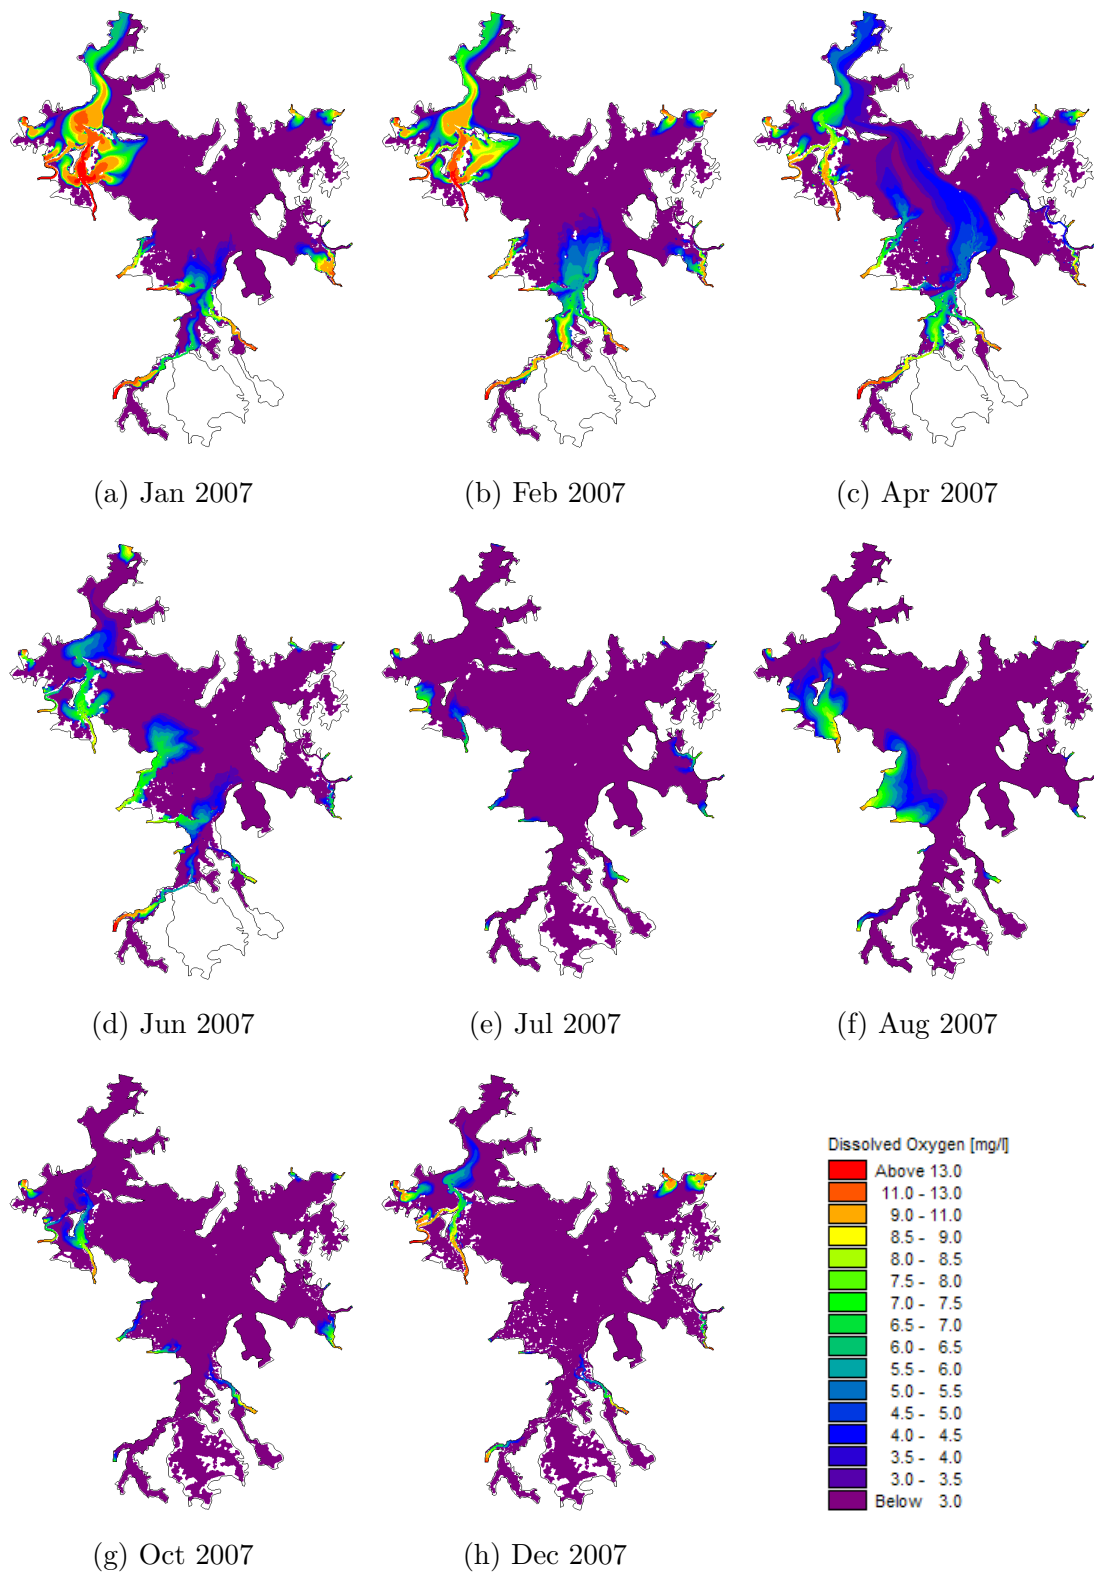 (a) Jan 2007
(b) Feb 2007
(c) Apr 2007
(d) Jun 2007
(e) Jul 2007
(f) Aug 2007
Dissolved Oxygen [mg/l]
Above 13.0
11.0 - 13.0
9.0 - 11.0
8.5 - 9.0
8.0 - 8.5
7.5 - 8.0
7.0 - 7.5
6.5 - 7.0
6.0 - 6.5
5.5 - 6.0
5.0 - 5.5
4.5 - 5.0
4.0 - 4.5
3.5 - 4.0
3.0 - 3.5
Below 3.0
(g) Oct 2007
(h) Dec 2007